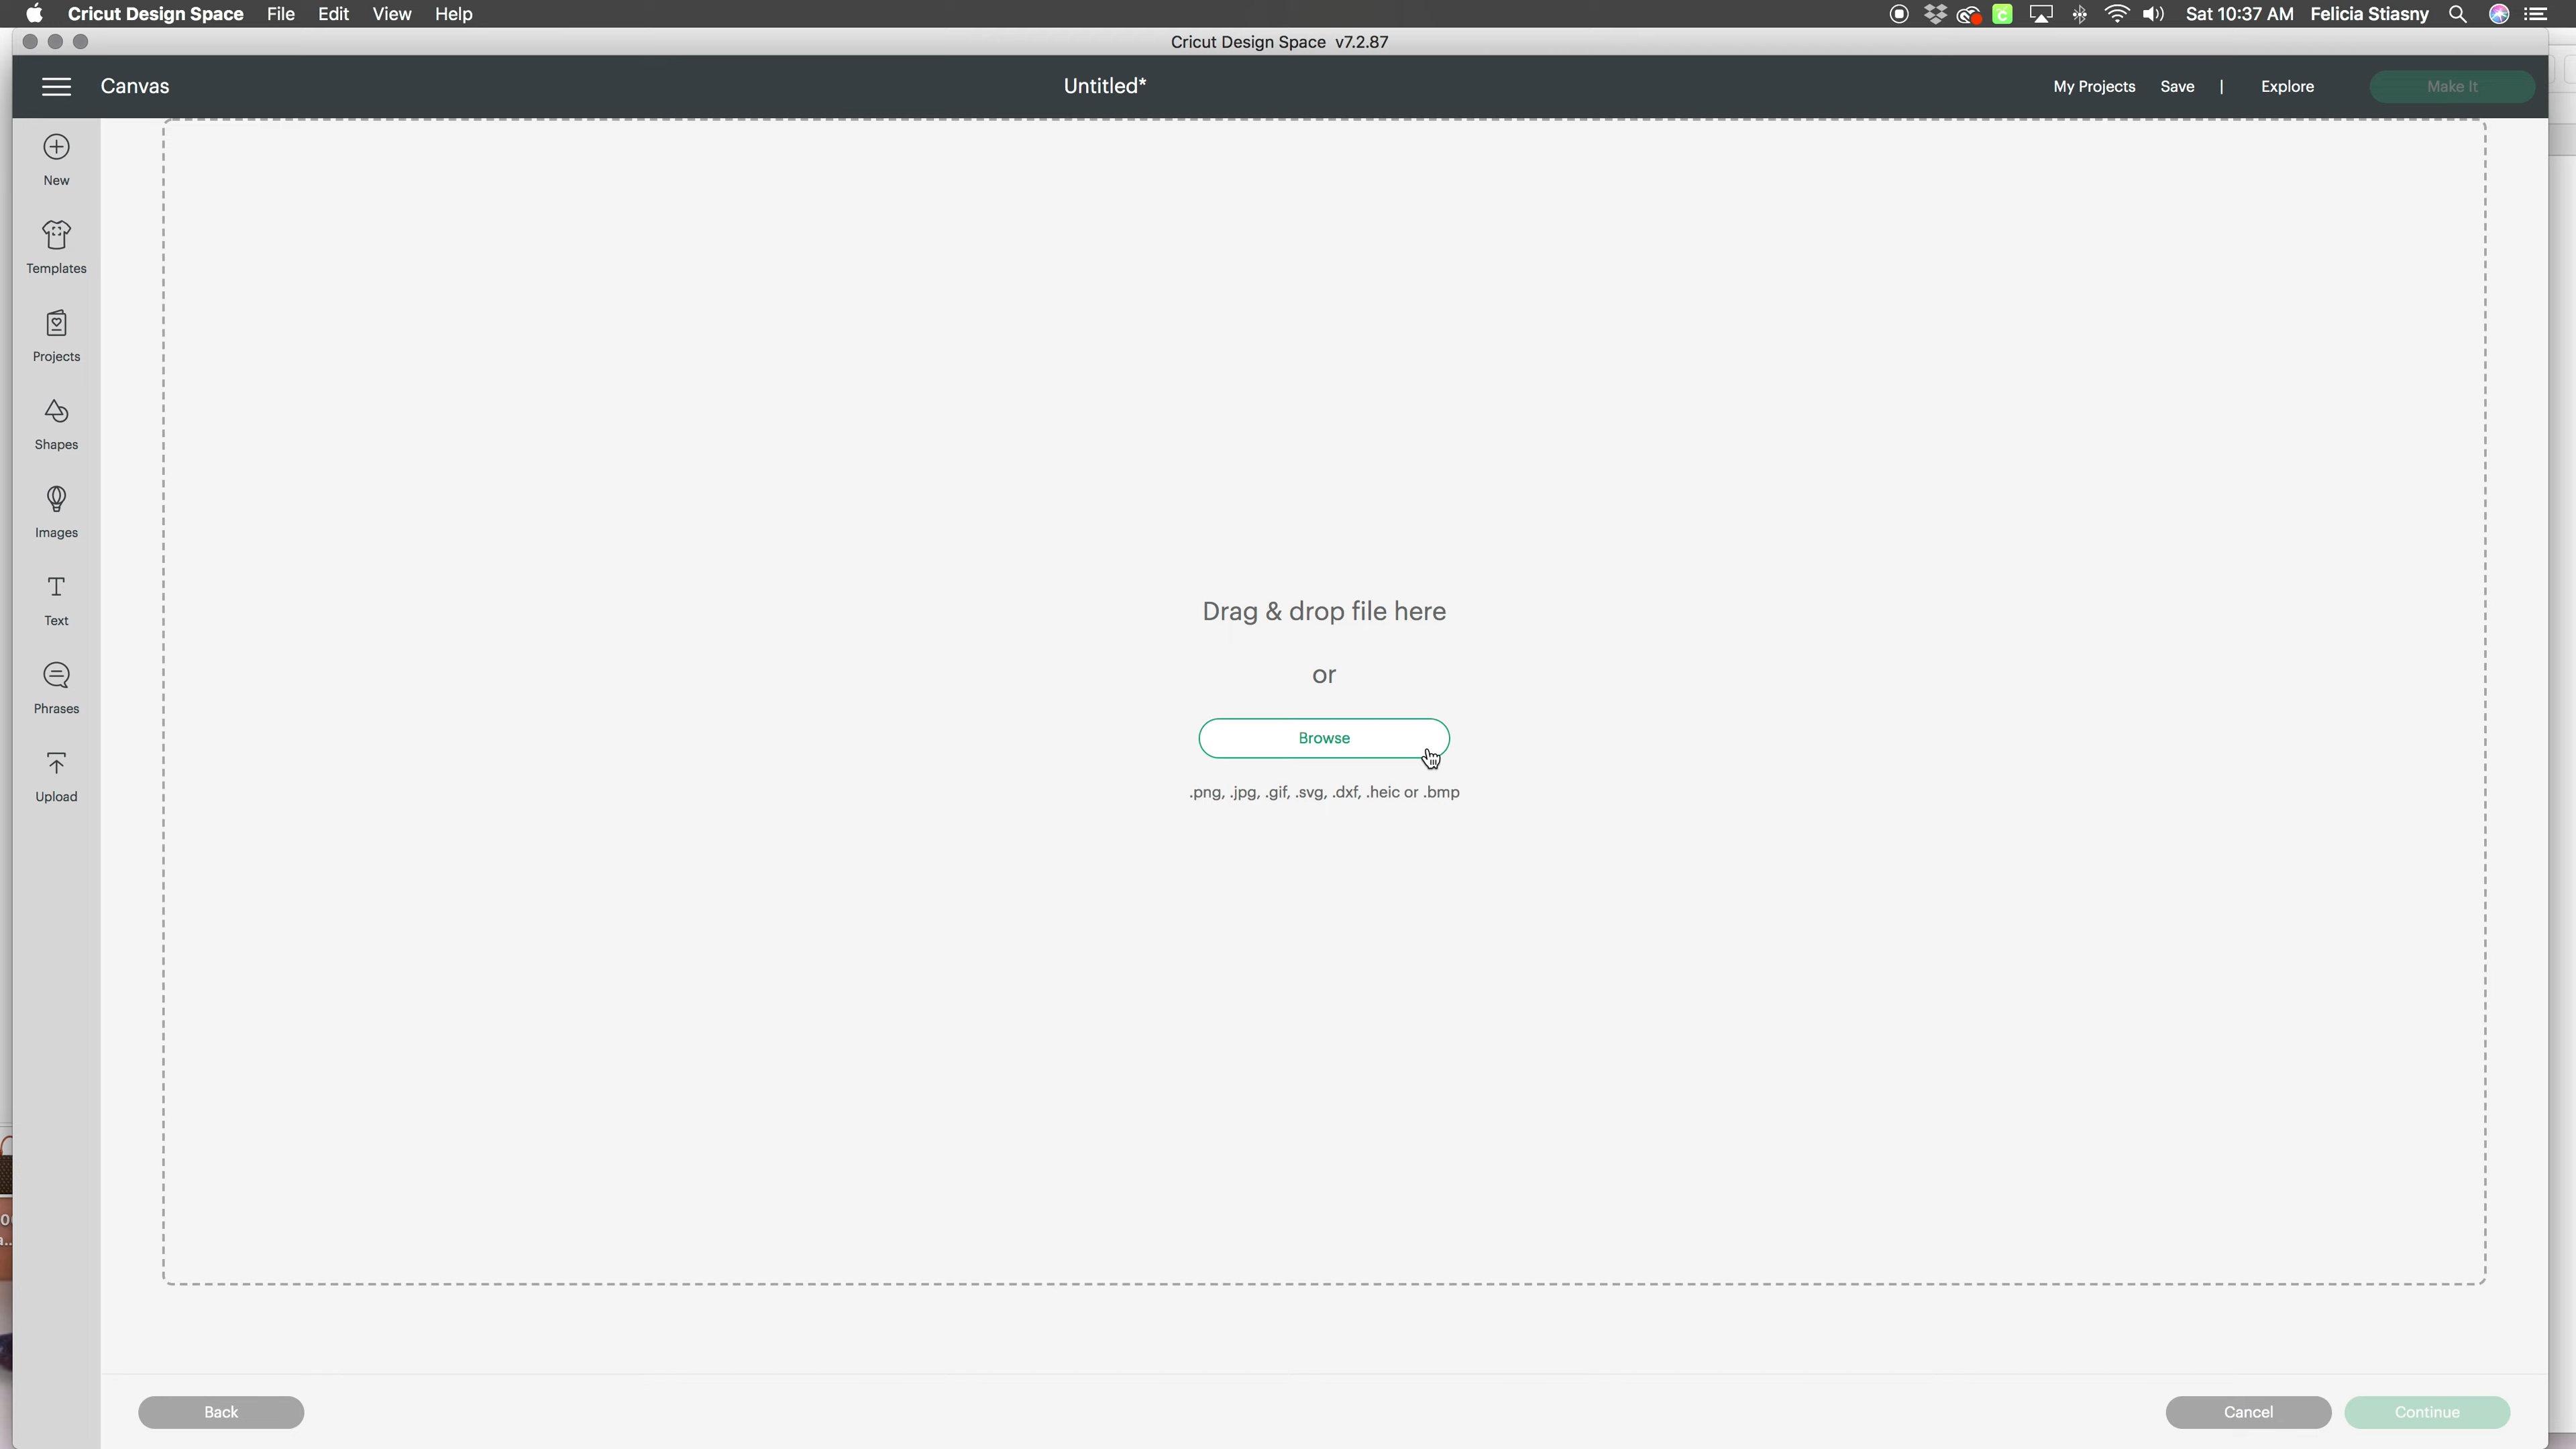 Cricut Design Space File Edit View Help Sat 10:37 AM Felicia Stiasny
Cricut Design Space v7.2.87
Canvas Untitled* My Projects Save | Explore Make It
New
Templates
Projects
Shapes
Images
Text
Phrases
Upload
Drag & drop file here
or
Browse
.png, .jpg, .gif, .svg, .dxf, .heic or .bmp
Back Cancel Continue